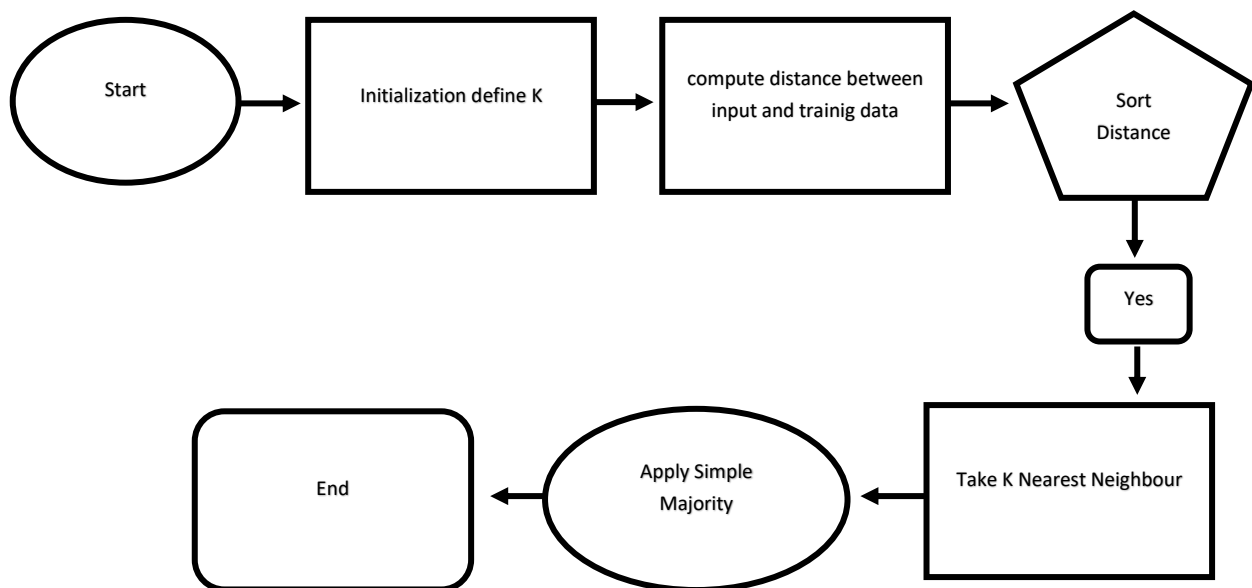 Start
Initialization define K
compute distance between
input and trainig data
Sort
Distance
Yes
Take K Nearest Neighbour
Apply Simple
Majority
End